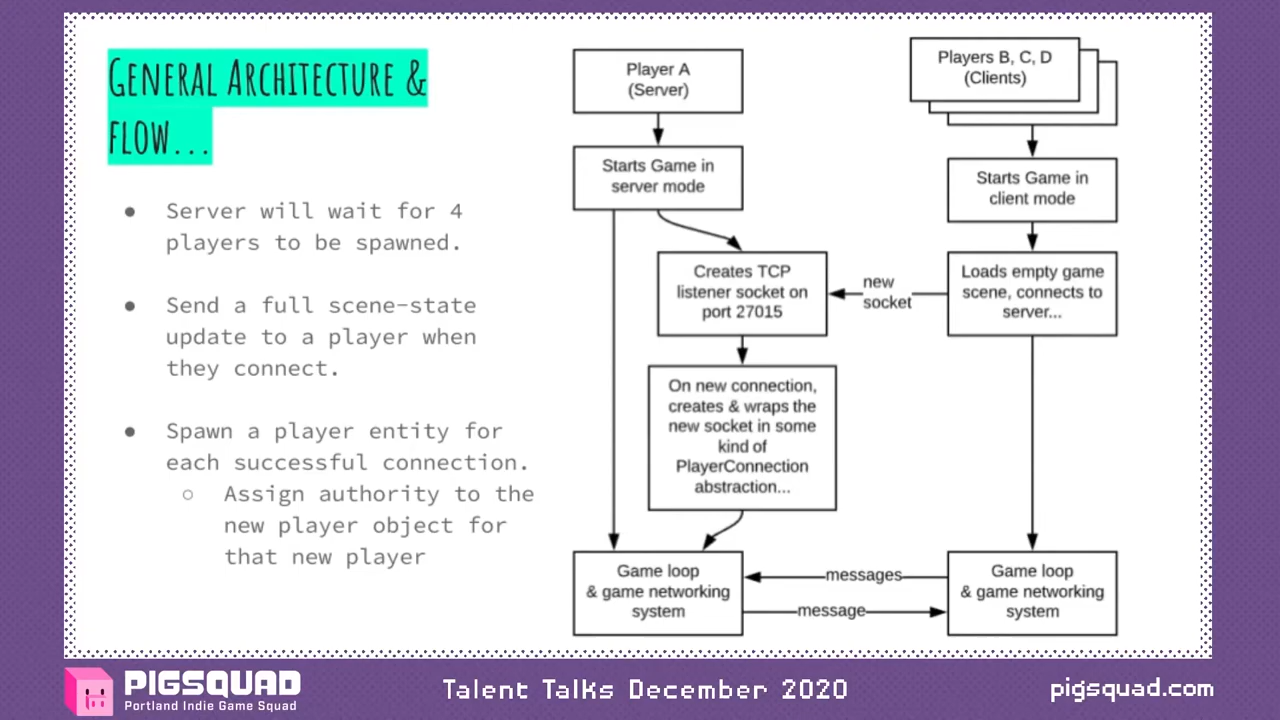 General Architecture &
flow...
● Server will wait for 4
players to be spawned.
● Send a full scene-state
update to a player when
they connect.
● Spawn a player entity for
each successful connection.
○ Assign authority to the
new player object for
that new player
Player A
(Server)
Players B, C, D
(Clients)
Starts Game in
server mode
Starts Game in
client mode
Creates TCP
listener socket on
port 27015
new
socket
Loads empty game
scene, connects to
server...
On new connection,
creates & wraps the
new socket in some
kind of
PlayerConnection
abstraction...
Game loop
& game networking
system
messages
message
Game loop
& game networking
system
PIGSQUAD
Portland Indie Game Squad
Talent Talks December 2020
pigsquad.com